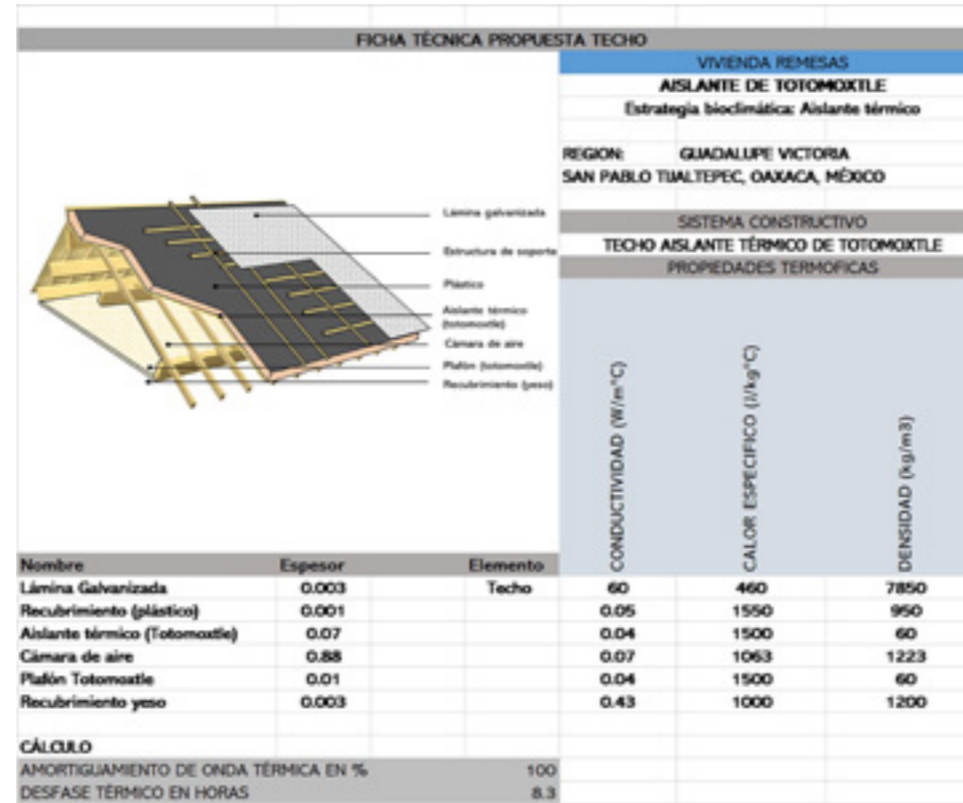 FICHA TÉCNICA PROPUESTA TECHO
VIVIENDA REMESAS
AISLANTE DE TOTOMOXTLE
Estrategia bioclimática: Aislante térmico
REGION: GUADALUPE VICTORIA
SAN PABLO TIJALTEPEC, OAXACA, MÉXICO
SISTEMA CONSTRUCTIVO
TECHO AISLANTE TÉRMICO DE TOTOMOXTLE
PROPIEDADES TERMOFICAS
Lámina galvanizada
Estructura de soporte
Plástico
Aislante térmico
(totomoxtle)
Cámara de aire
Plafón (totomoxtle)
Recubrimiento (yeso)
Nombre Espesor Elemento CONDUCTIVIDAD (W/m°C) CALOR ESPECIFICO (J/kg°C) DENSIDAD (kg/m3)
Lámina Galvanizada 0.003 Techo 60 460 7850
Recubrimiento (plástico) 0.001 0.05 1550 950
Aislante térmico (Totomoxtle) 0.07 0.04 1500 60
Cámara de aire 0.88 0.07 1063 1223
Plafón Totomoxtle 0.01 0.04 1500 60
Recubrimiento yeso 0.003 0.43 1000 1200
CÁLCULO
AMORTIGUAMIENTO DE ONDA TÉRMICA EN % 100
DESFASE TÉRMICO EN HORAS 8.3